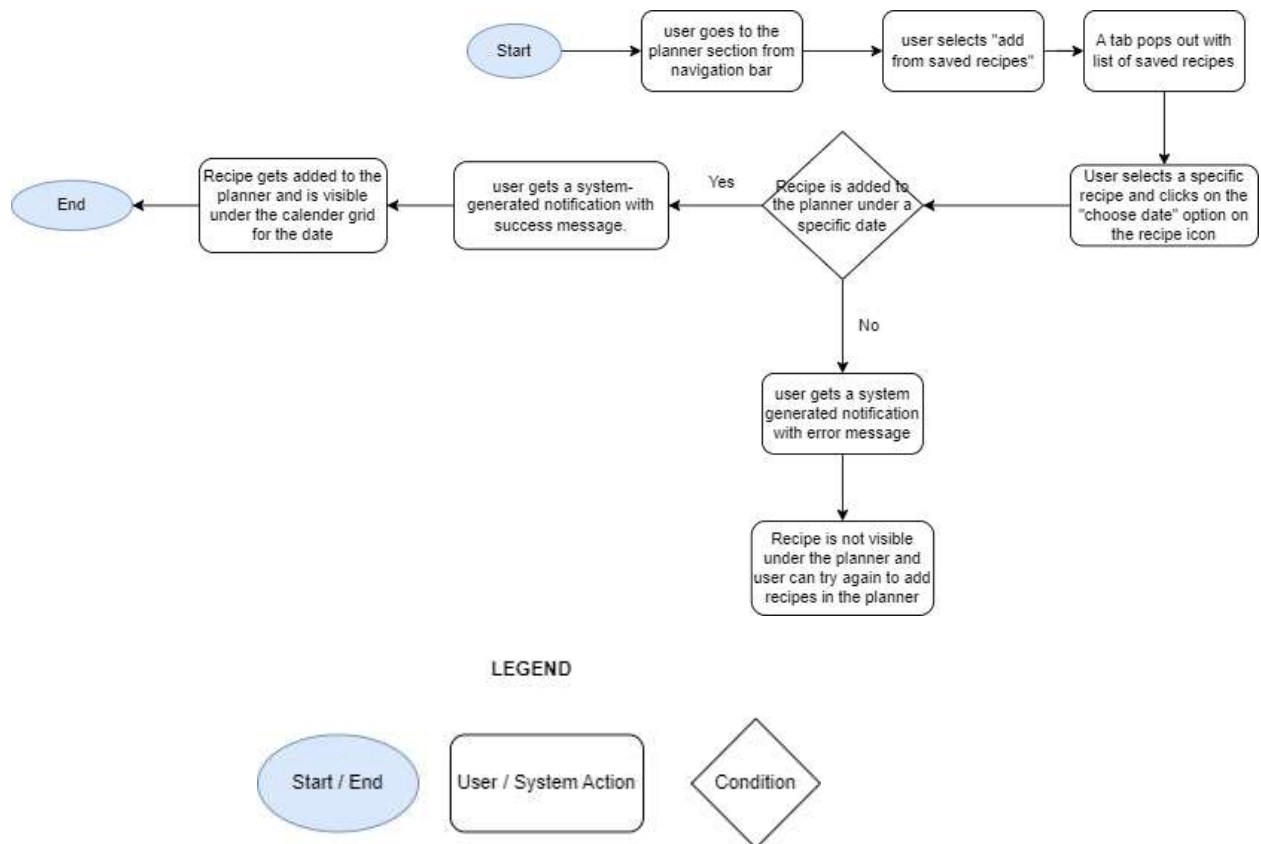 Start
user goes to the
planner section from
navigation bar
user selects "add
from saved recipes"
A tab pops out with
list of saved recipes
User selects a specific
recipe and clicks on the
"choose date" option on
the recipe icon
Recipe is added to
the planner under a
specific date
Yes
user gets a system-
generated notification with
success message.
Recipe gets added to the
planner and is visible
under the calender grid
for the date
End
No
user gets a system
generated notification
with error message
Recipe is not visible
under the planner and
user can try again to add
recipes in the planner
LEGEND
Start / End
User / System Action
Condition